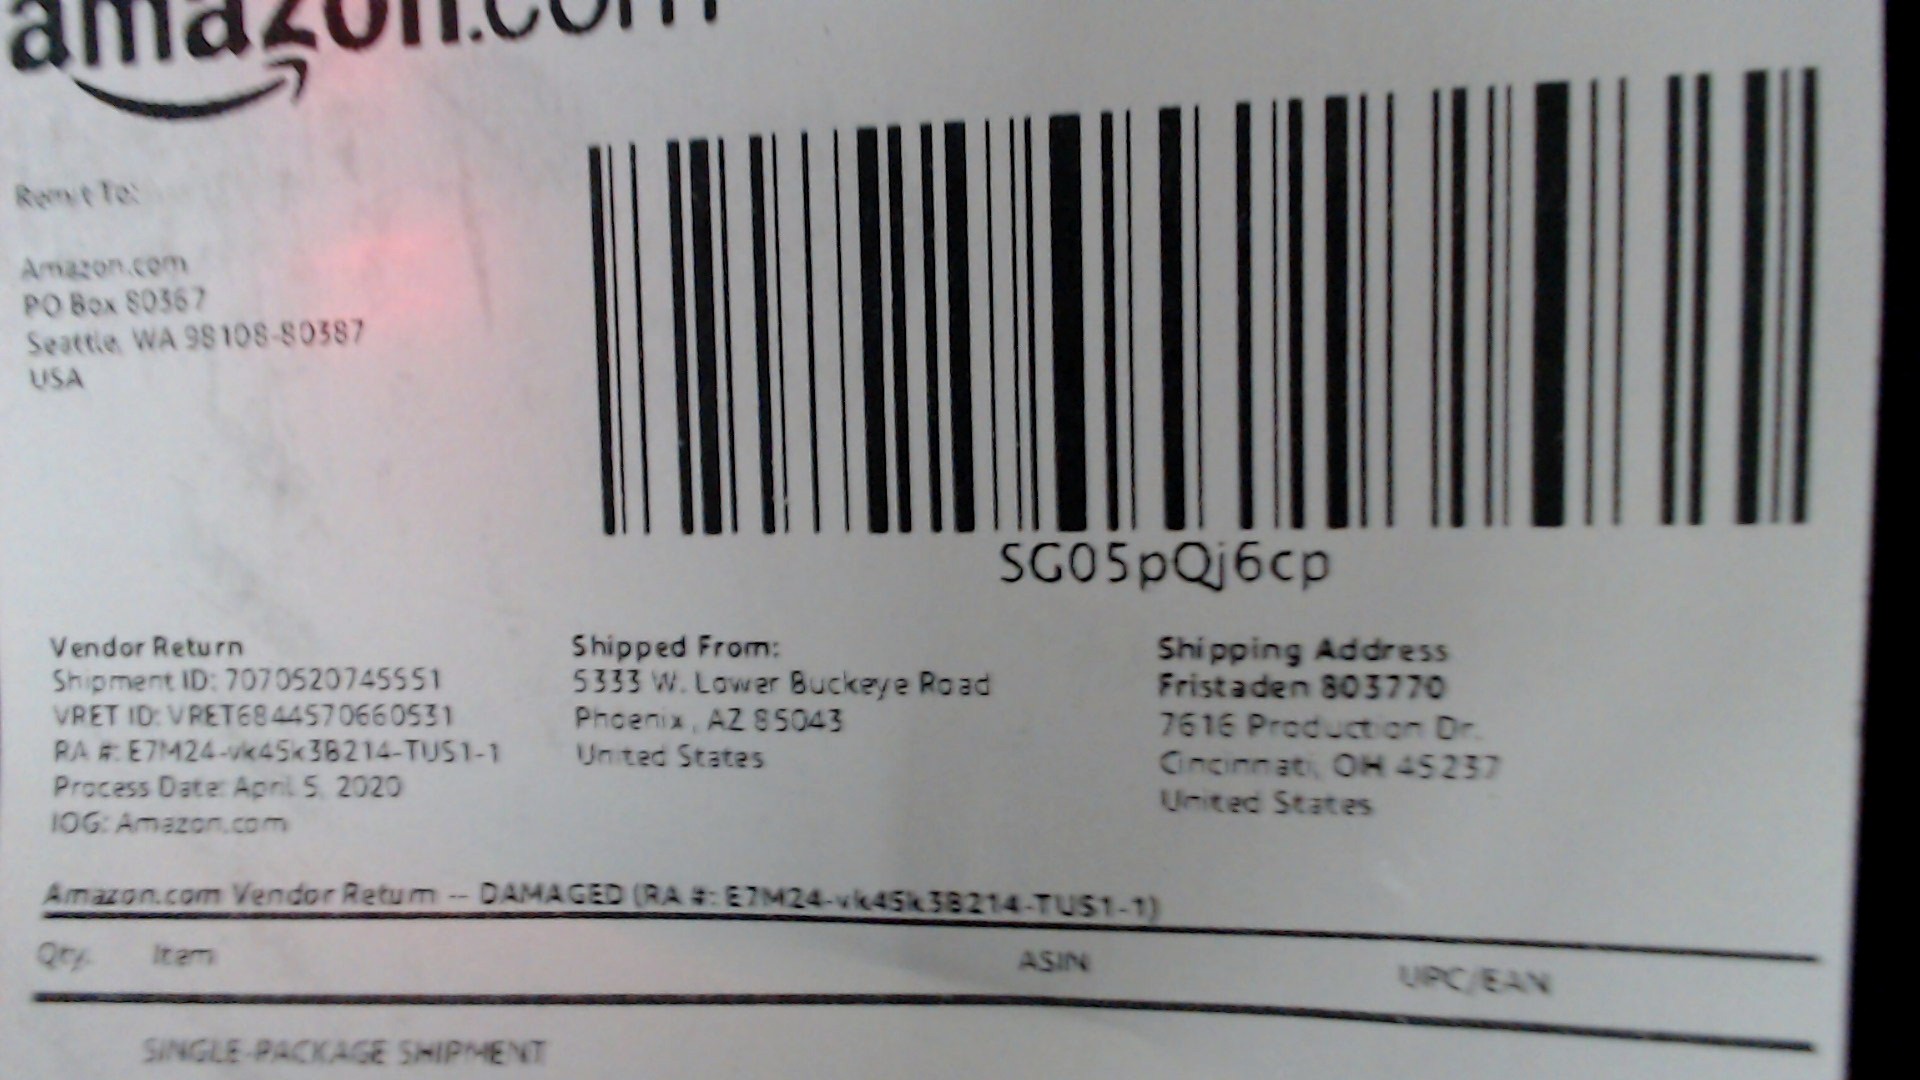 amazon.com
Remit To:
Amazon.com
PO Box 80387
Seattle, WA 98108-80387
USA
SG05pQj6cp
Vendor Return
Shipment ID: 7070520745551
VRET ID: VRET6844570660531
RA #: E7M24-vk45k3B214-TUS1-1
Process Date: April 5, 2020
IOG: Amazon.com
Shipped From:
5333 W. Lower Buckeye Road
Phoenix , AZ 85043
United States
Shipping Address
Fristaden 803770
7616 Production Dr.
Cincinnati, OH 45237
United States
Amazon.com Vendor Return -- DAMAGED (RA #: E7M24-vk45k3B214-TUS1-1)
Qty. Item ASIN UPC/EAN
SINGLE-PACKAGE SHIPMENT